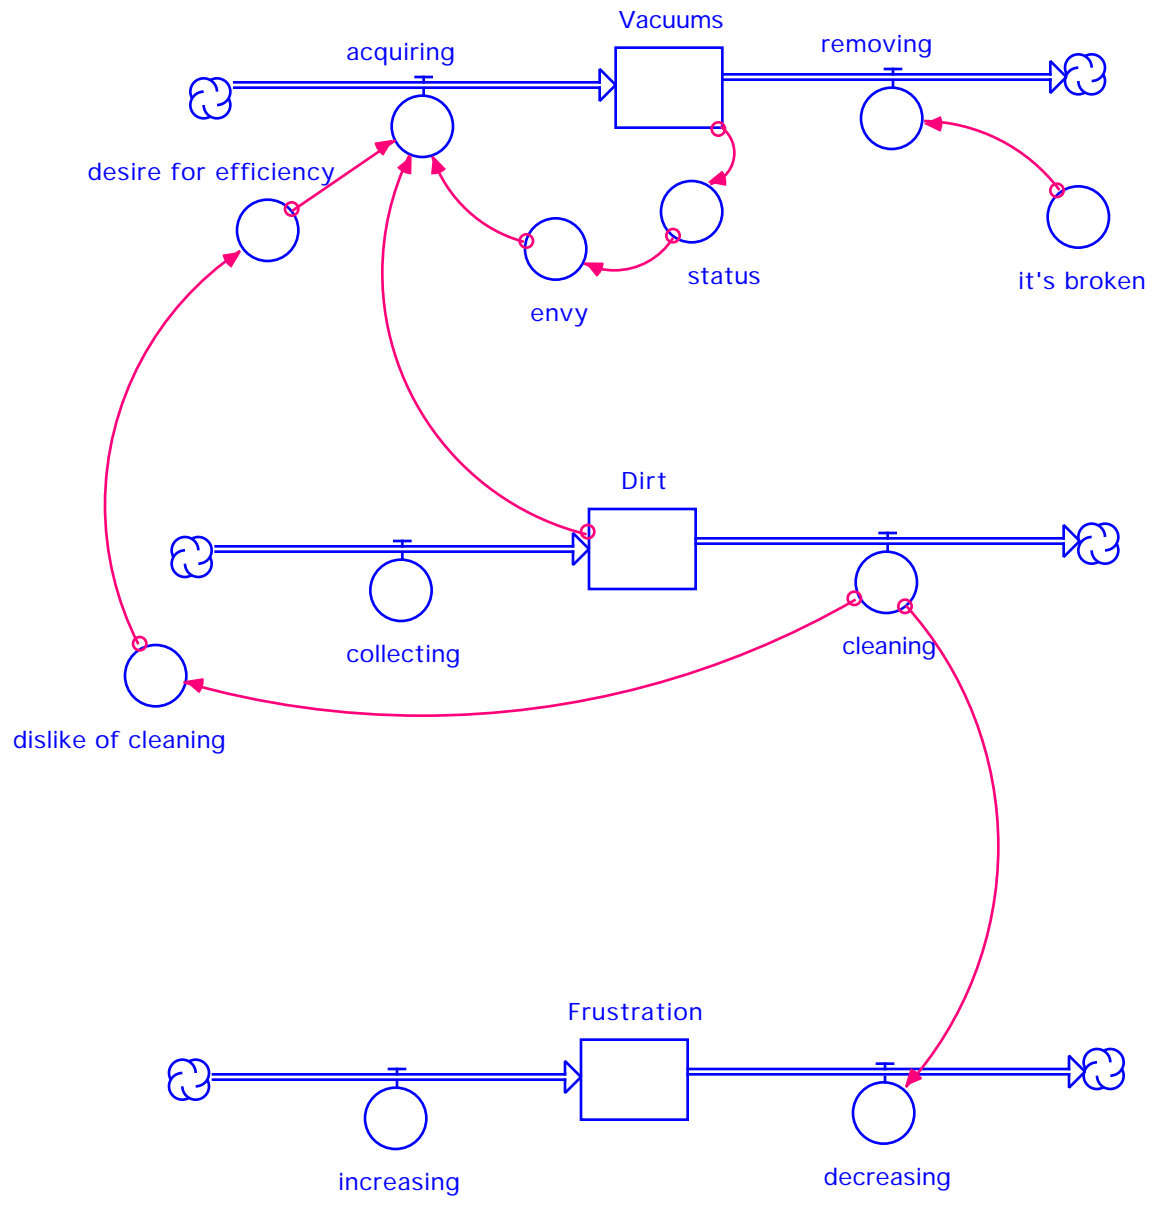 Vacuums
acquiring
removing
desire for efficiency
status
it's broken
envy
Dirt
collecting
cleaning
dislike of cleaning
Frustration
increasing
decreasing